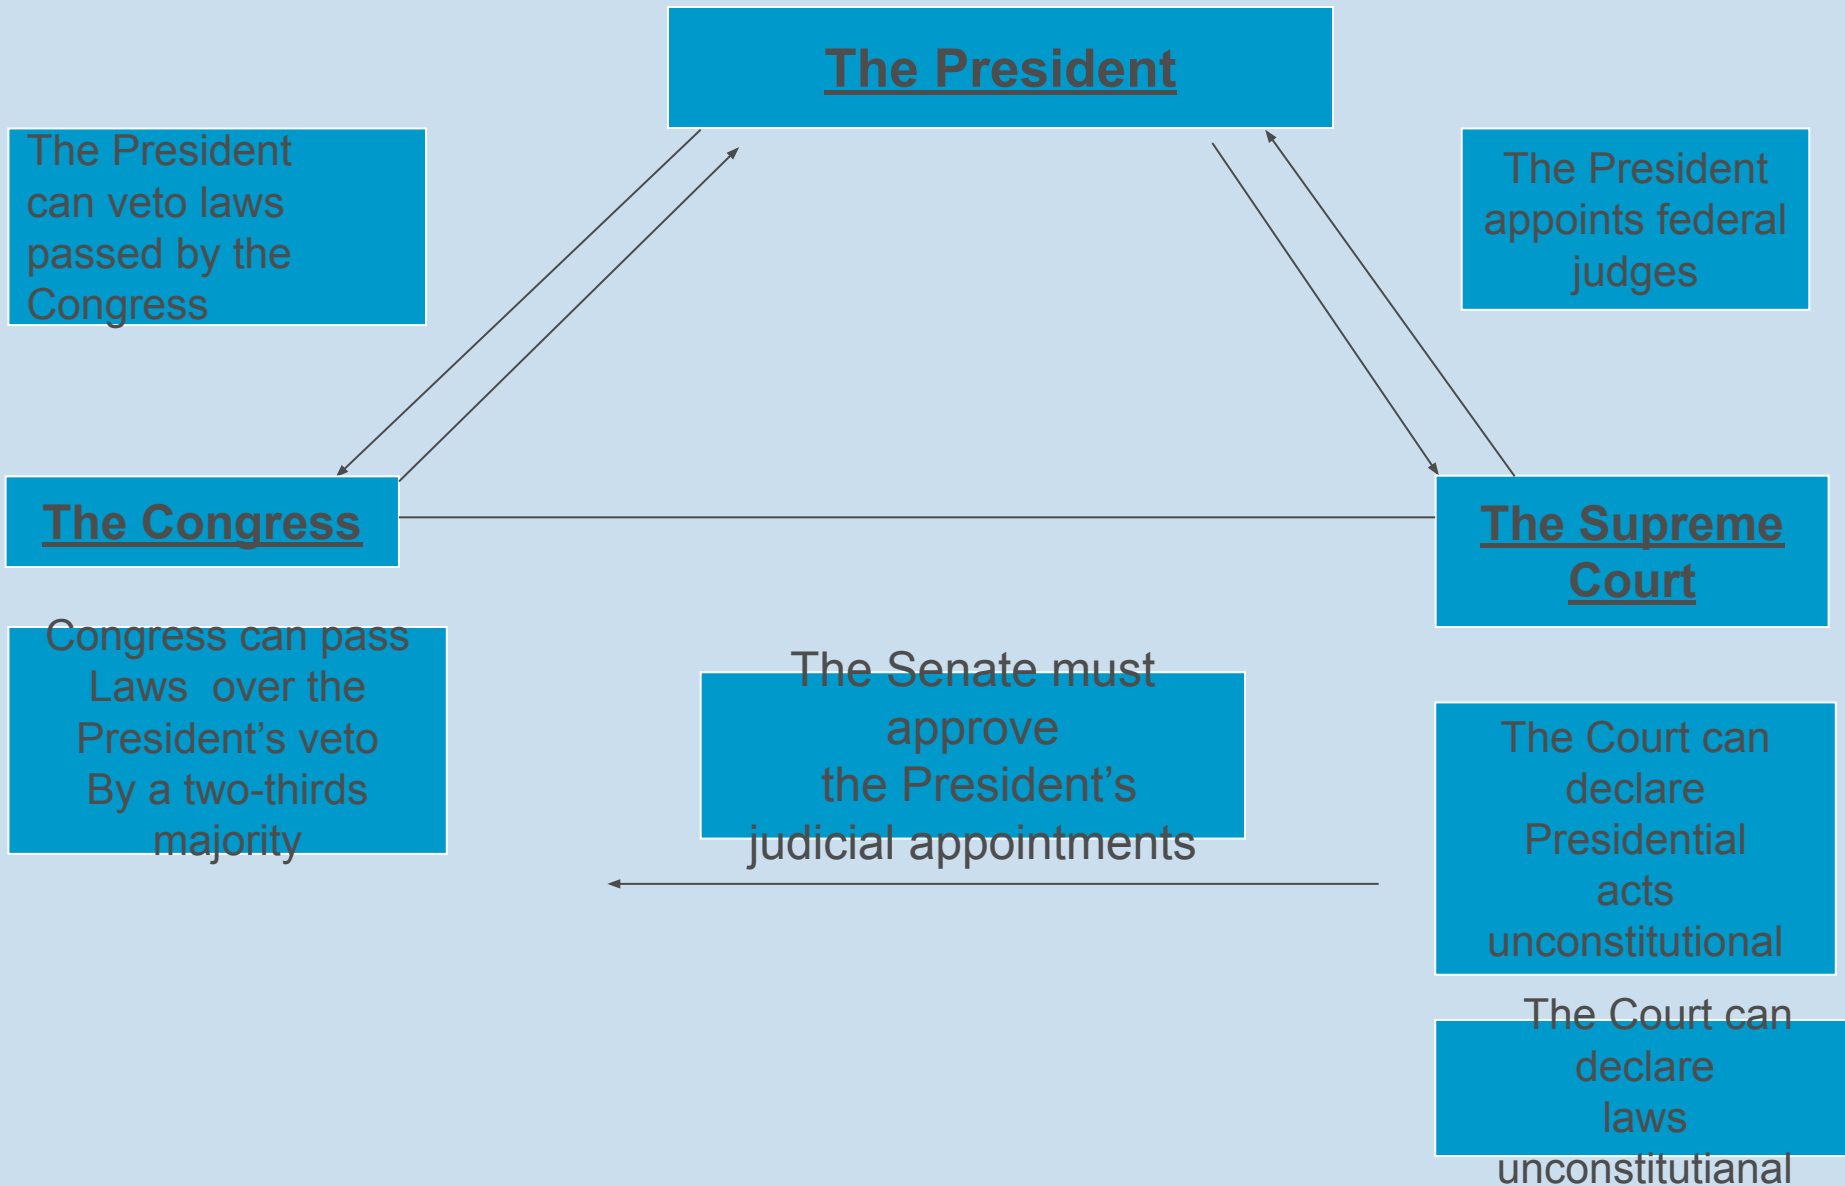 The President
The President
can veto laws
passed by the
Congress
The President
appoints federal
judges
The Congress
The Supreme
Court
Congress can pass
Laws  over the
President’s veto
By a two-thirds
majority
The Senate must
approve
the President’s
judicial appointments
The Court can
declare
Presidential
acts
unconstitutional
The Court can
declare
laws
unconstitutianal